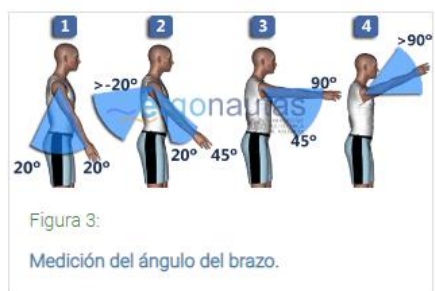 1 2 3 4
>-20º >90º
ergonautas
90º
20º 20º 20º 45º 45º
Figura 3:
Medición del ángulo del brazo.